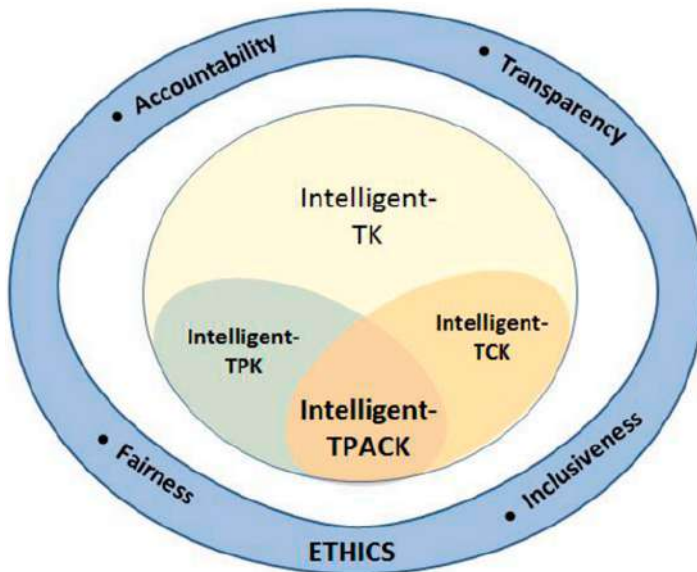 • Accountability
• Transparency
Intelligent-
TK
Intelligent-
TPK
Intelligent-
TCK
Intelligent-
TPACK
• Fairness
• Inclusiveness
ETHICS